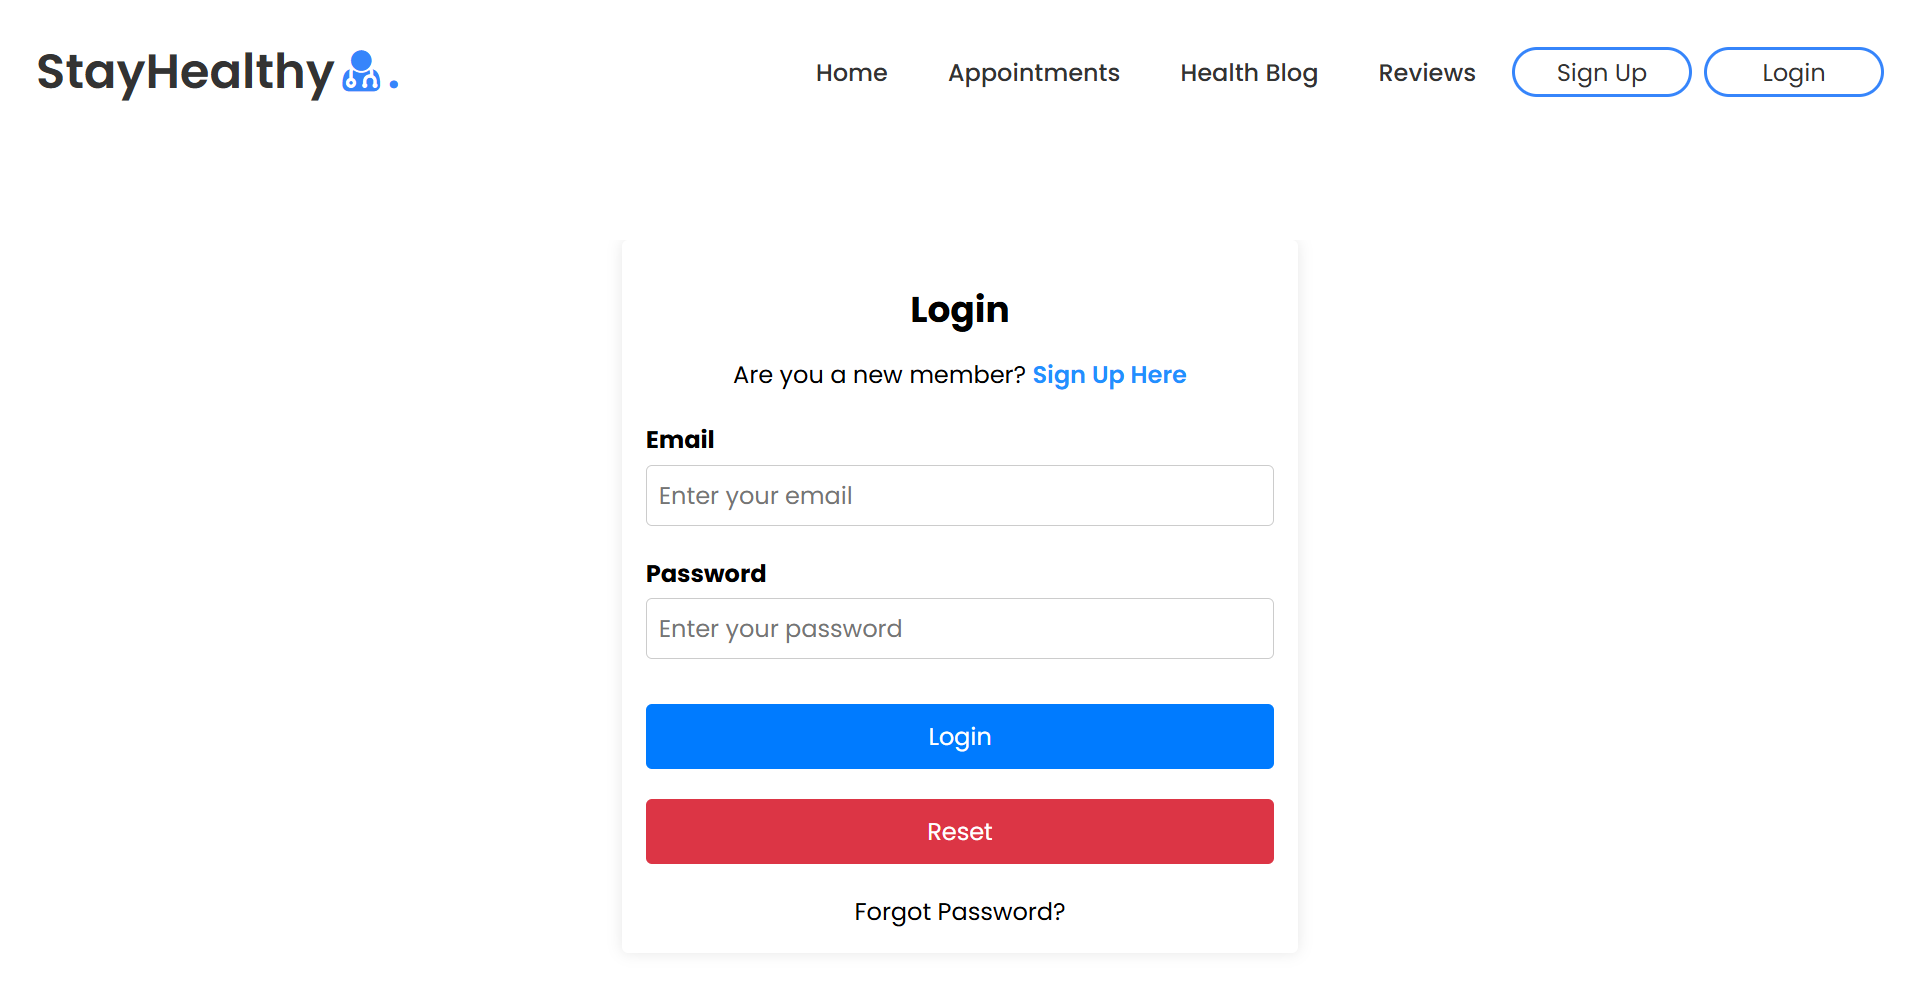 StayHealthy.
Home Appointments Health Blog Reviews Sign Up Login
Login
Are you a new member? Sign Up Here
Email
Enter your email
Password
Enter your password
Login
Reset
Forgot Password?